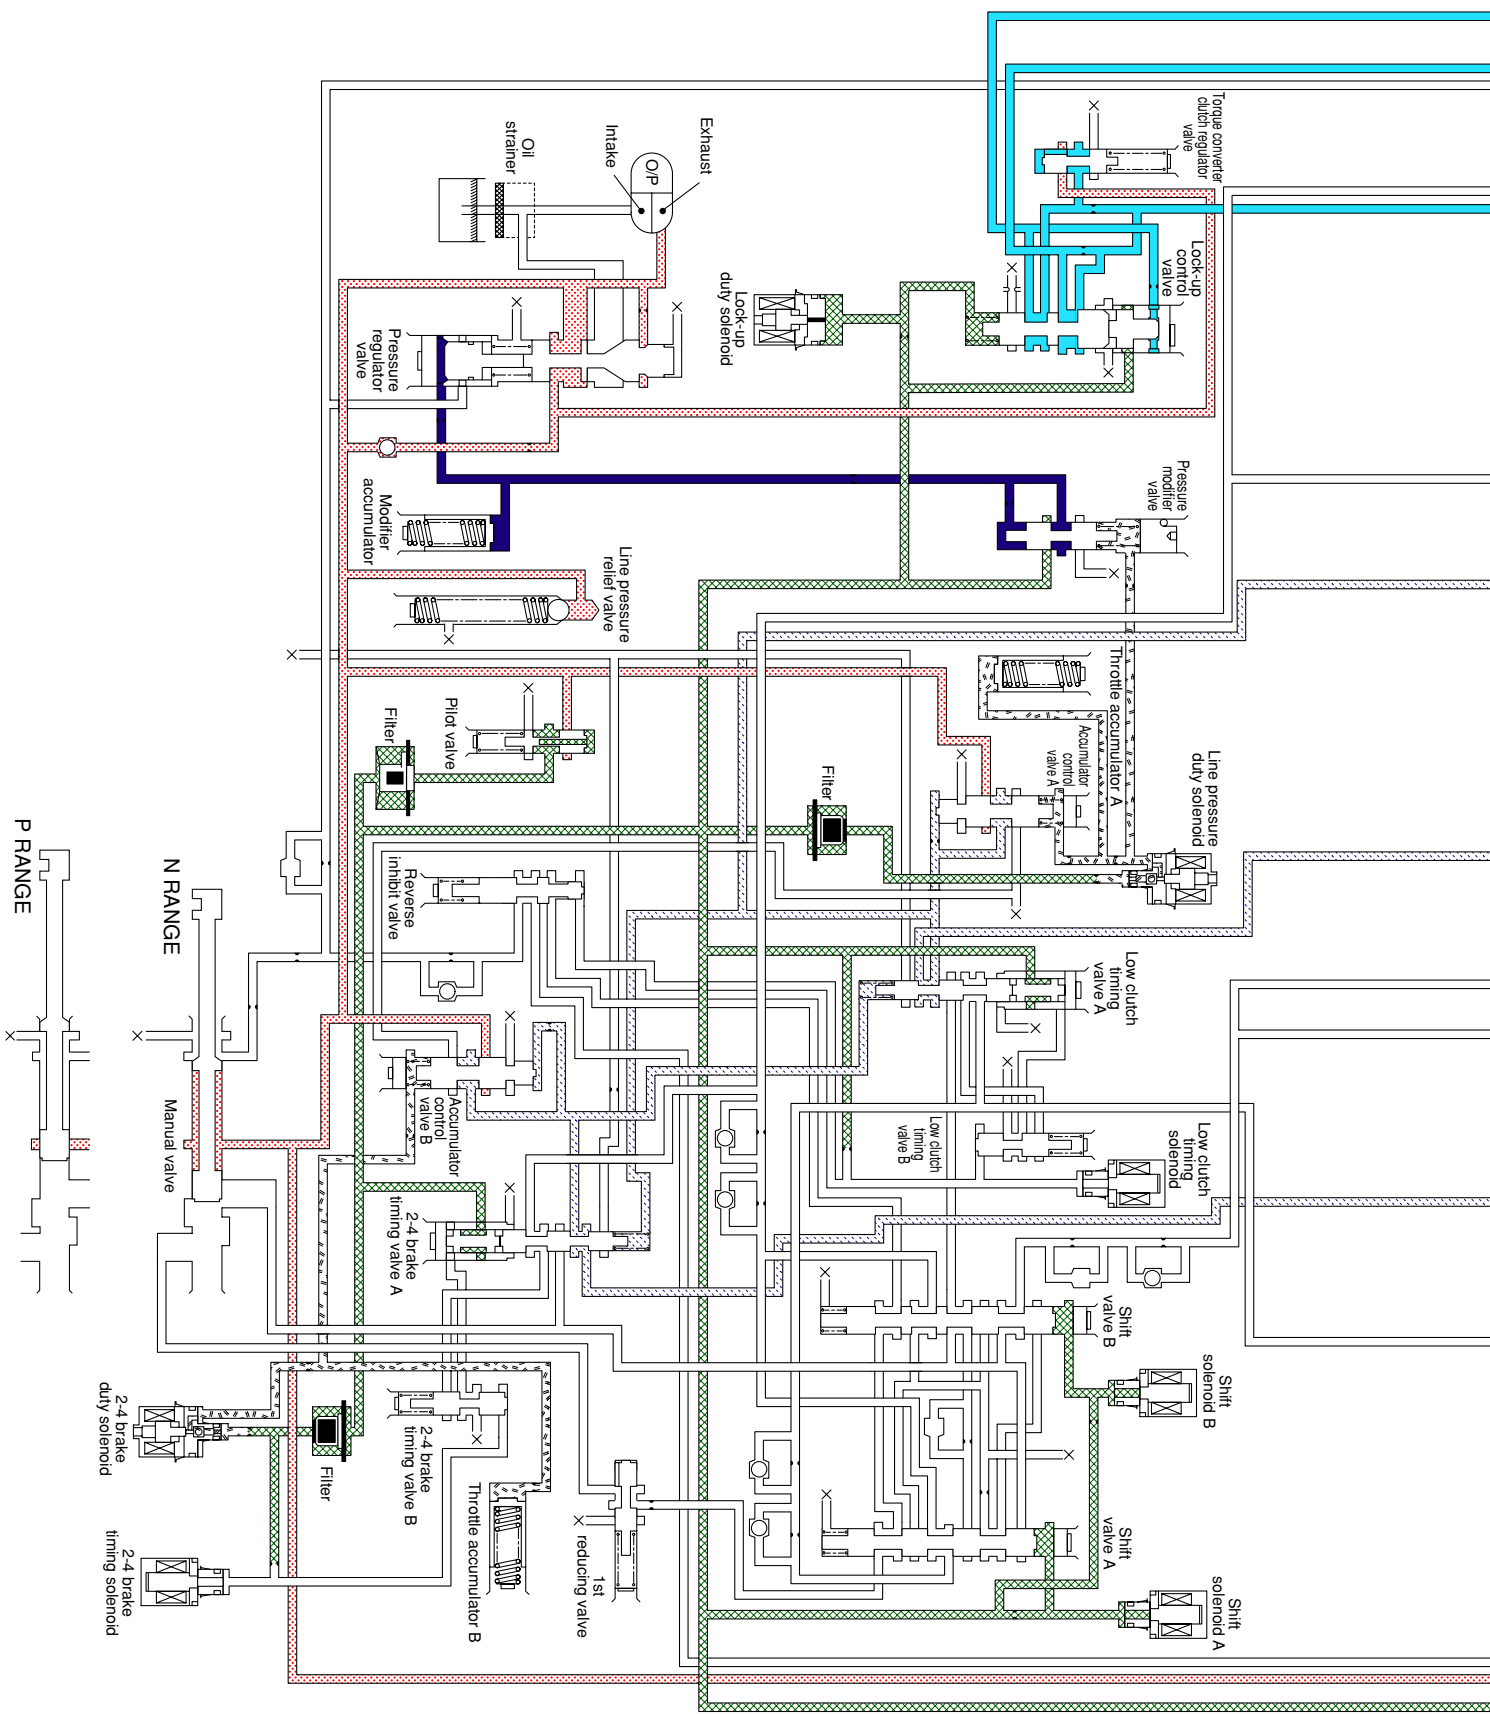 Torque converter
clutch regulator
valve
Exhaust
Intake
O/P
Oil
strainer
Lock-up
control
valve
Lock-up
duty solenoid
Pressure
regulator
valve
Pressure
modifier
valve
Modifier
accumulator
Line pressure
relief valve
Throttle accumulator A
Accumulator
control
valve A
Line pressure
duty solenoid
Pilot valve
Filter
Filter
P RANGE
N RANGE
Reverse
inhibit valve
Low clutch
timing
valve A
Manual valve
Accumulator
control
valve B
Low clutch
timing
valve B
Low clutch
timing
solenoid
2-4 brake
timing valve A
Shift
valve B
Shift
solenoid B
2-4 brake
duty solenoid
Filter
2-4 brake
timing valve B
Throttle accumulator B
Shift
valve A
Shift
solenoid A
1st
reducing valve
2-4 brake
timing solenoid